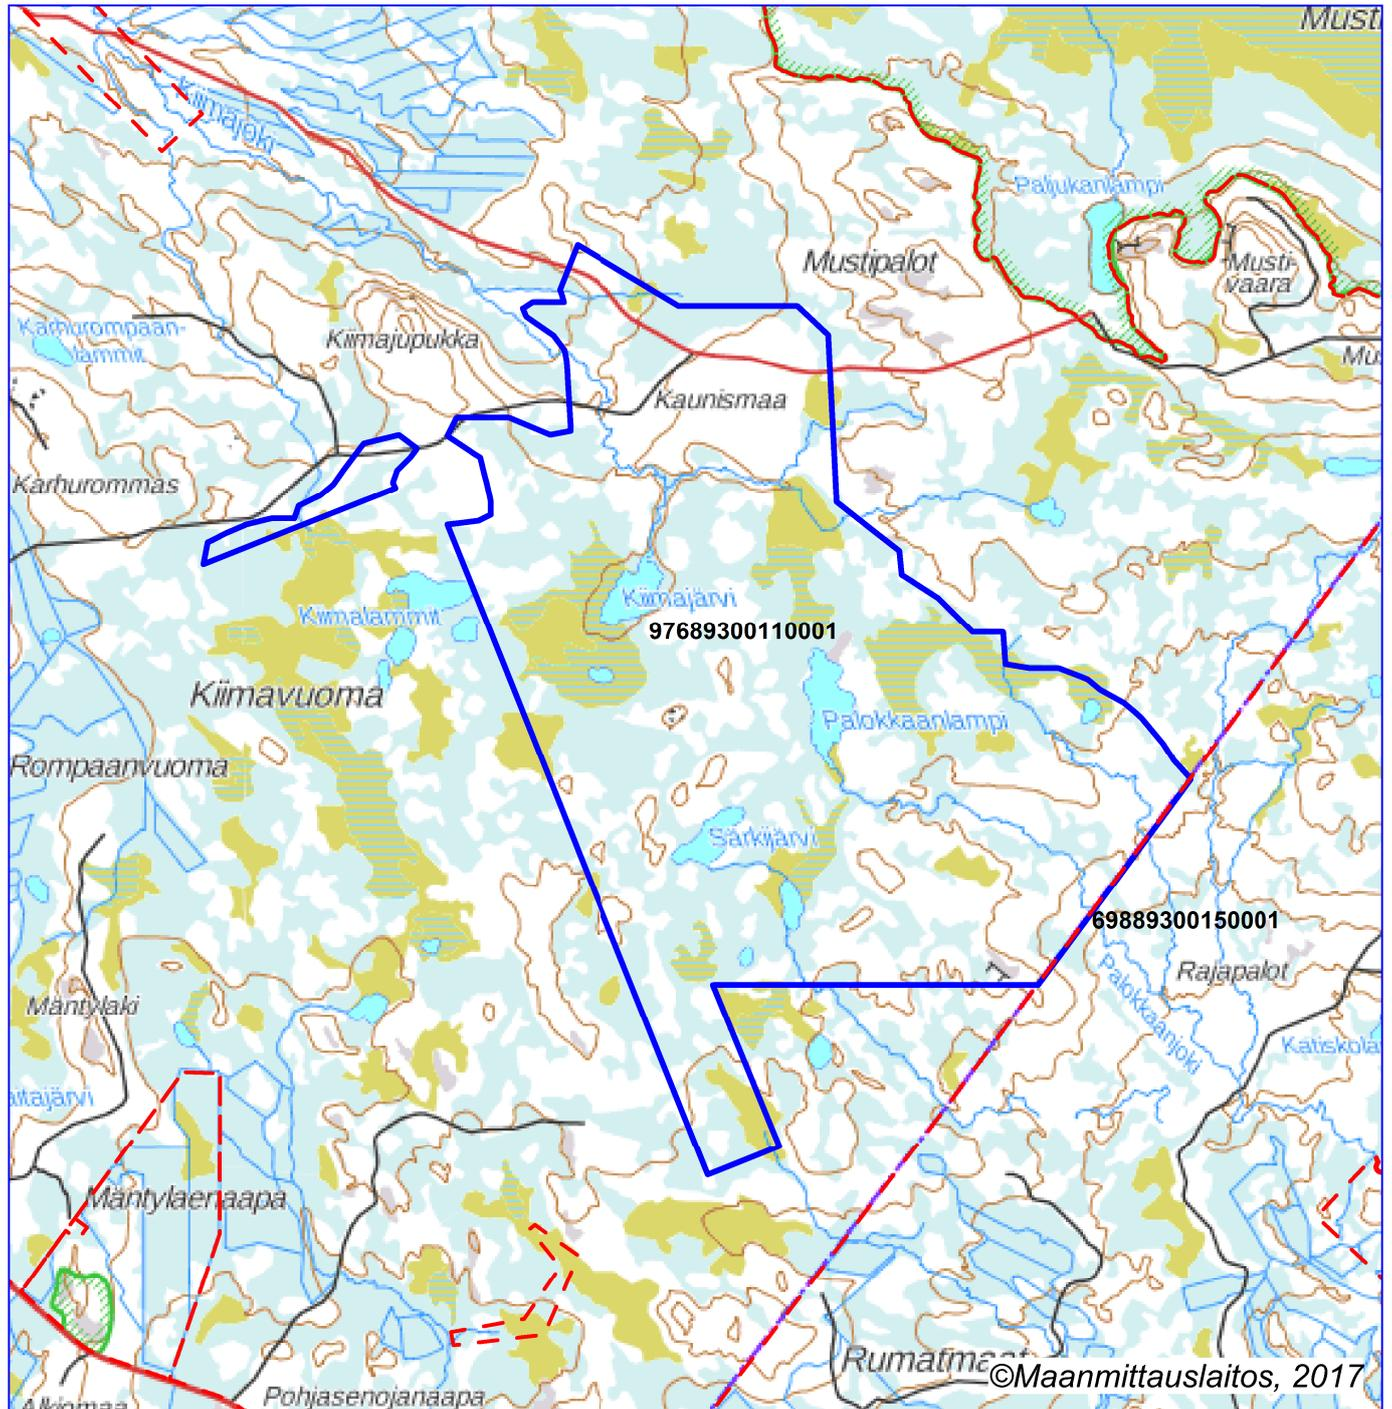 Must
Kiimajoki
Paljukanlampi
Mustipalot
Musti-
vaara
Karhurompaan-
lammit
Kiimajupukka
Mu
Kaunismaa
Karhurommas
Kiimajärvi
Kiimalammit
97689300110001
Kiimavuoma
Palokkaanlampi
Rompaanvuoma
Särkijärvi
69889300150001
Palokkaanjoki
Rajapalot
Mäntylaki
Katiskola
aitajärvi
Mäntylaenaapa
Rumatmaat
©Maanmittauslaitos, 2017
Pohjasenojanaapa
Alkiomaa